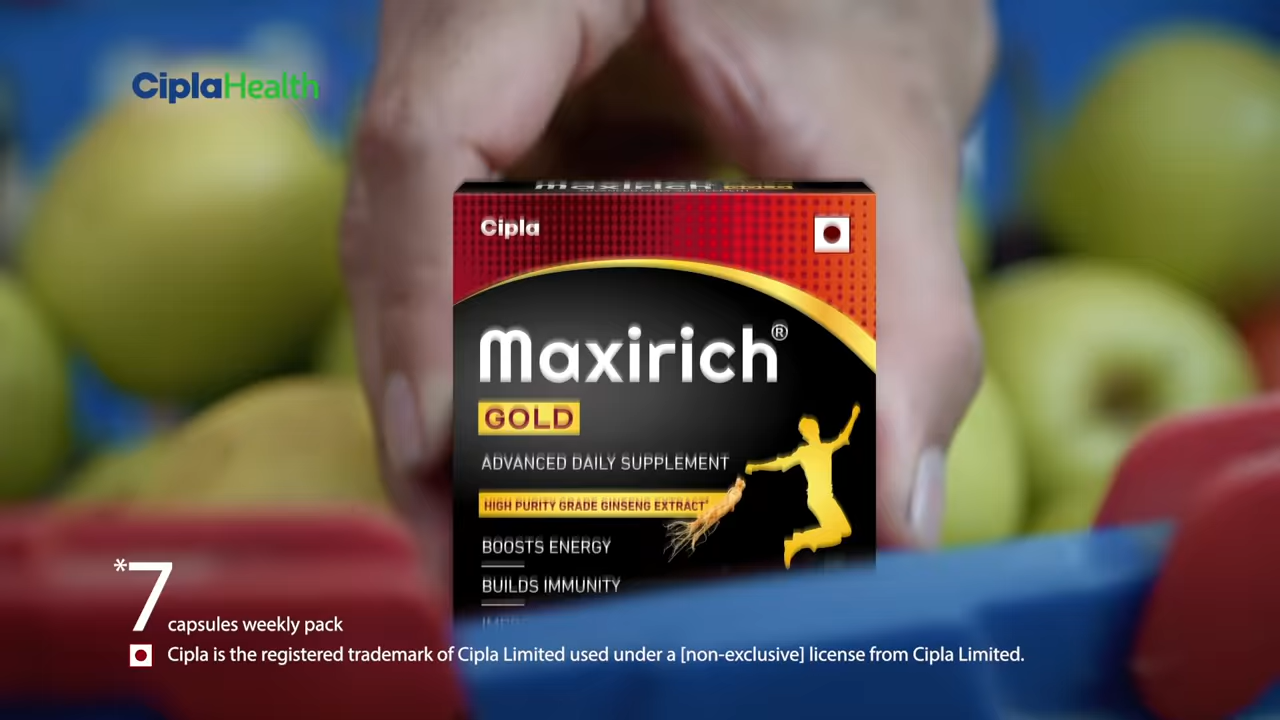 CiplaHealth
Maxirich
Cipla
Maxirich®
GOLD
ADVANCED DAILY SUPPLEMENT
HIGH PURITY GRADE GINSENG EXTRACT*
BOOSTS ENERGY
BUILDS IMMUNITY
*7 capsules weekly pack
Cipla is the registered trademark of Cipla Limited used under a [non-exclusive] license from Cipla Limited.